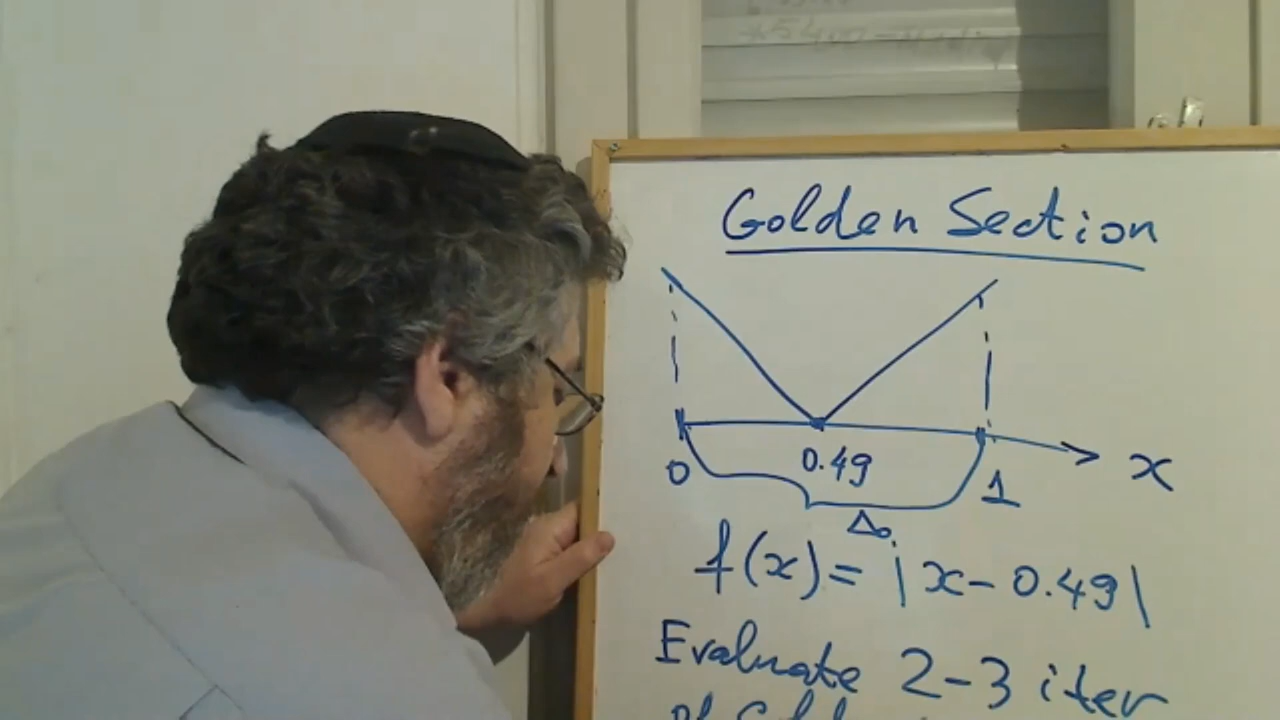 Golden Section
0 0.49 1 x
Δ₀
f(x) = |x - 0.49|
Evaluate 2-3 iter